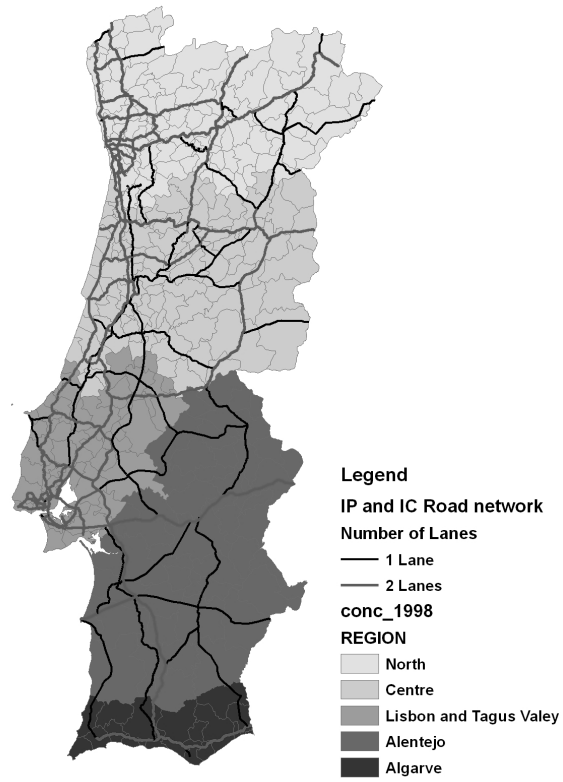 Legend
IP and IC Road network
Number of Lanes
1 Lane
2 Lanes
conc_1998
REGION
North
Centre
Lisbon and Tagus Valey
Alentejo
Algarve